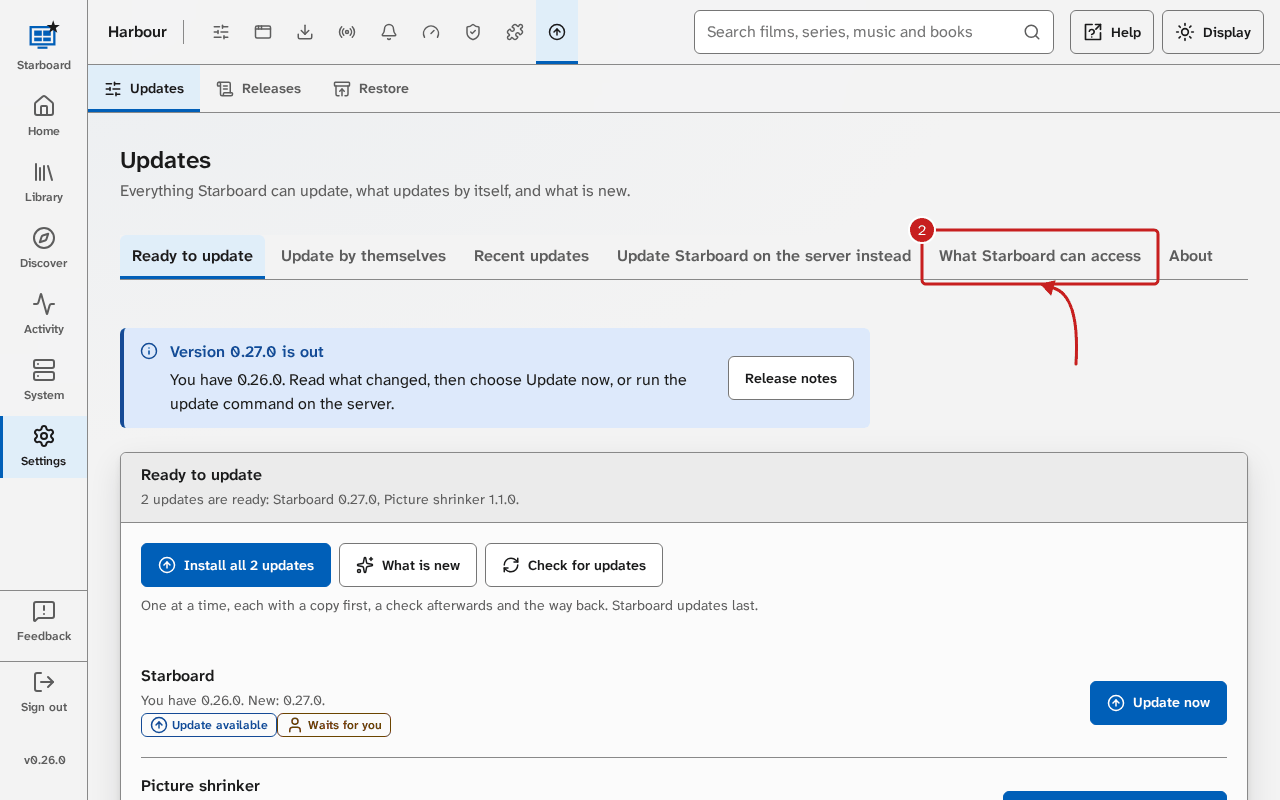 Starboard
Home
Library
Discover
Activity
System
Settings
Feedback
Sign out
v0.26.0
Harbour
Search films, series, music and books
Help
Display
Updates
Releases
Restore
Updates
Everything Starboard can update, what updates by itself, and what is new.
Ready to update
Update by themselves
Recent updates
Update Starboard on the server instead
2
What Starboard can access
About
Version 0.27.0 is out
You have 0.26.0. Read what changed, then choose Update now, or run the
update command on the server.
Release notes
Ready to update
2 updates are ready: Starboard 0.27.0, Picture shrinker 1.1.0.
Install all 2 updates
What is new
Check for updates
One at a time, each with a copy first, a check afterwards and the way back. Starboard updates last.
Starboard
You have 0.26.0. New: 0.27.0.
Update available
Waits for you
Update now
Picture shrinker